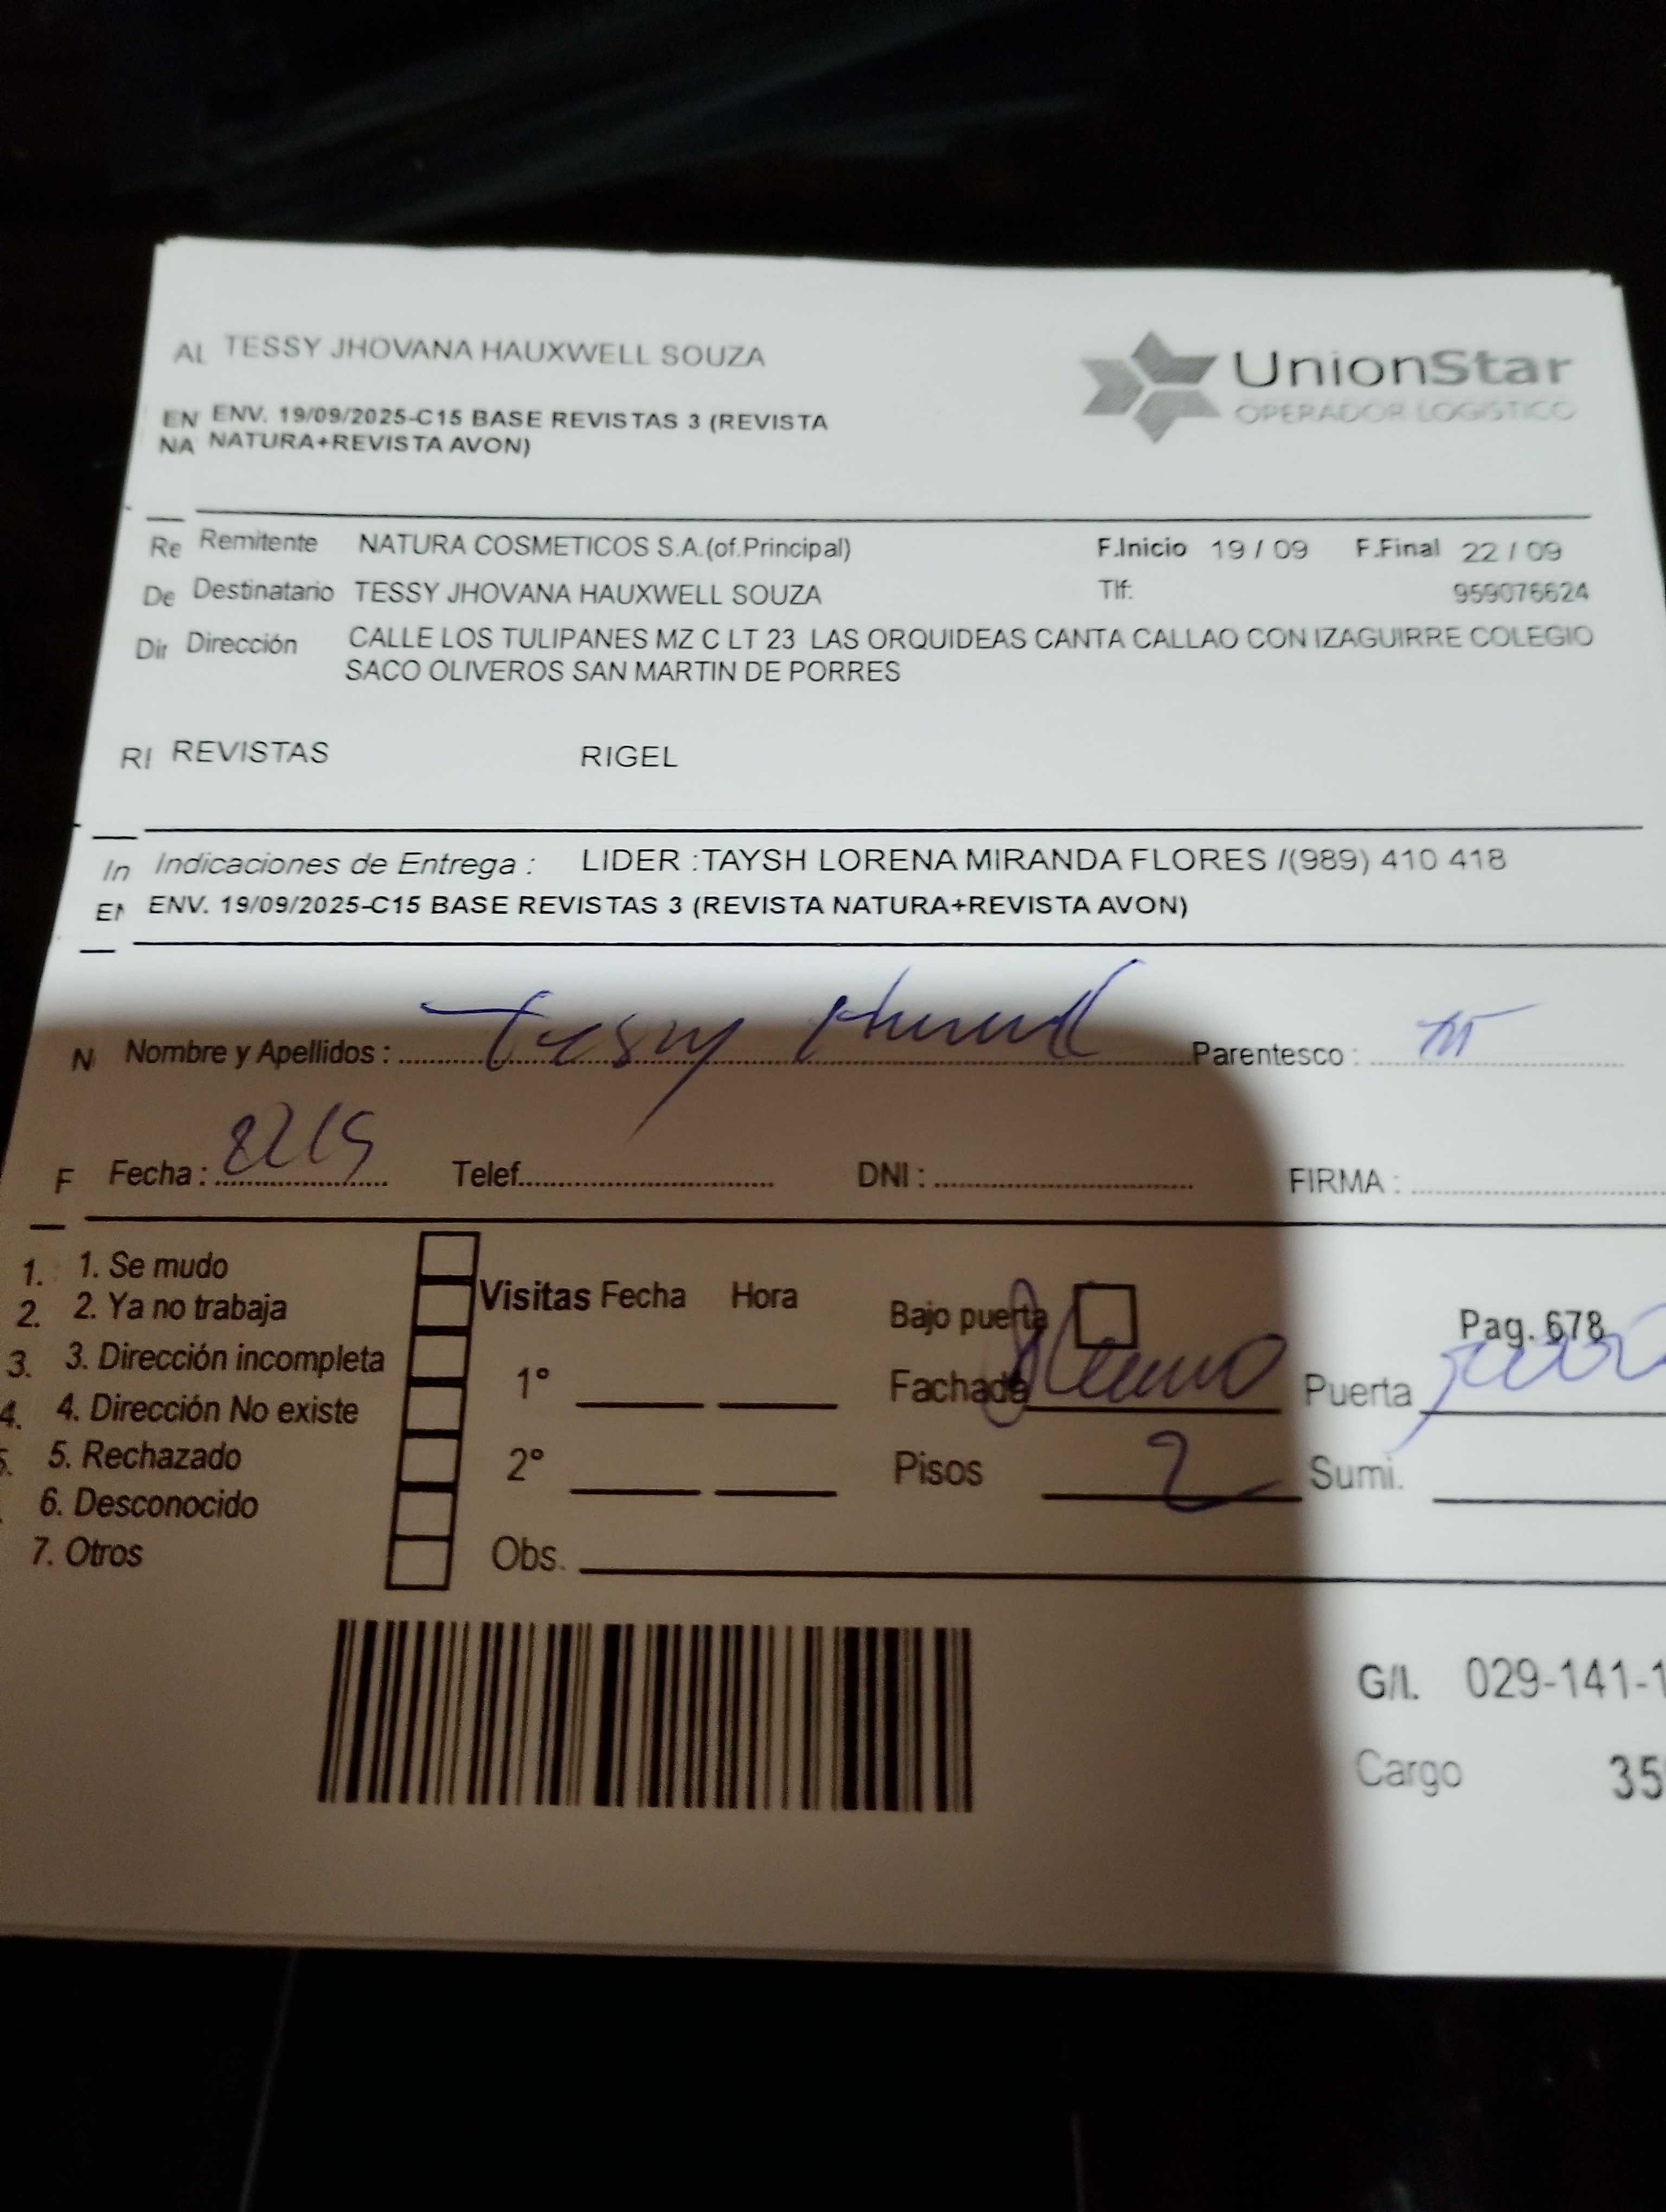 AL TESSY JHOVANA HAUXWELL SOUZA
UnionStar
OPERADOR LOGISTICO
EN ENV. 19/09/2025-C15 BASE REVISTAS 3 (REVISTA
NA NATURA+REVISTA AVON)
Re Remitente NATURA COSMETICOS S.A.(of.Principal) F.Inicio 19 / 09 F.Final 22 / 09
De Destinatario TESSY JHOVANA HAUXWELL SOUZA Tlf: 959076624
Dir Dirección CALLE LOS TULIPANES MZ C LT 23 LAS ORQUIDEAS CANTA CALLAO CON IZAGUIRRE COLEGIO
SACO OLIVEROS SAN MARTIN DE PORRES
RI REVISTAS RIGEL
In Indicaciones de Entrega : LIDER :TAYSH LORENA MIRANDA FLORES /(989) 410 418
EN ENV. 19/09/2025-C15 BASE REVISTAS 3 (REVISTA NATURA+REVISTA AVON)
N Nombre y Apellidos : Tessy Parentesco :
F Fecha : Telef. DNI : FIRMA :
1. 1. Se mudo
2. 2. Ya no trabaja
3. 3. Dirección incompleta
4. 4. Dirección No existe
5. 5. Rechazado
6. Desconocido
7. Otros
Visitas Fecha Hora
1°
2°
Obs.
Bajo puerta Pag. 678
Fachada Puerta
Pisos 2 Sumi.
G/I. 029-141-1
Cargo 35